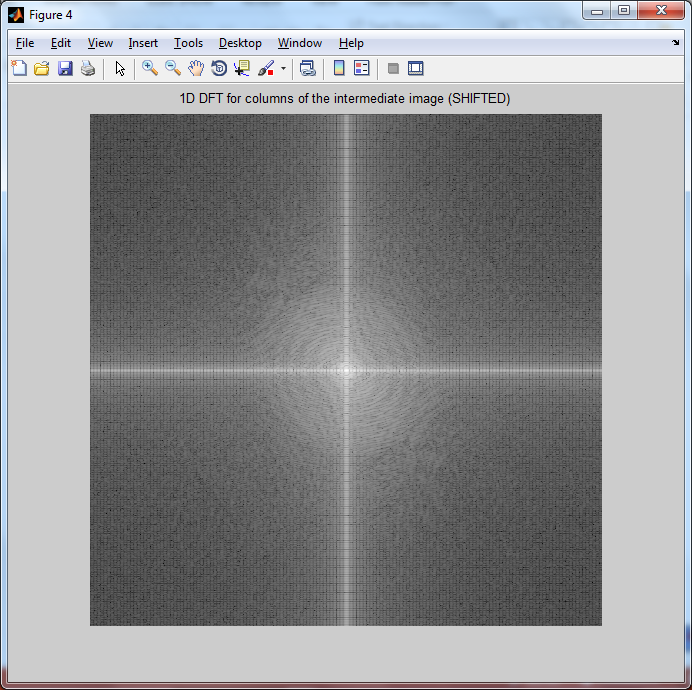 Figure 4
File Edit View Insert Tools Desktop Window Help
1D DFT for columns of the intermediate image (SHIFTED)